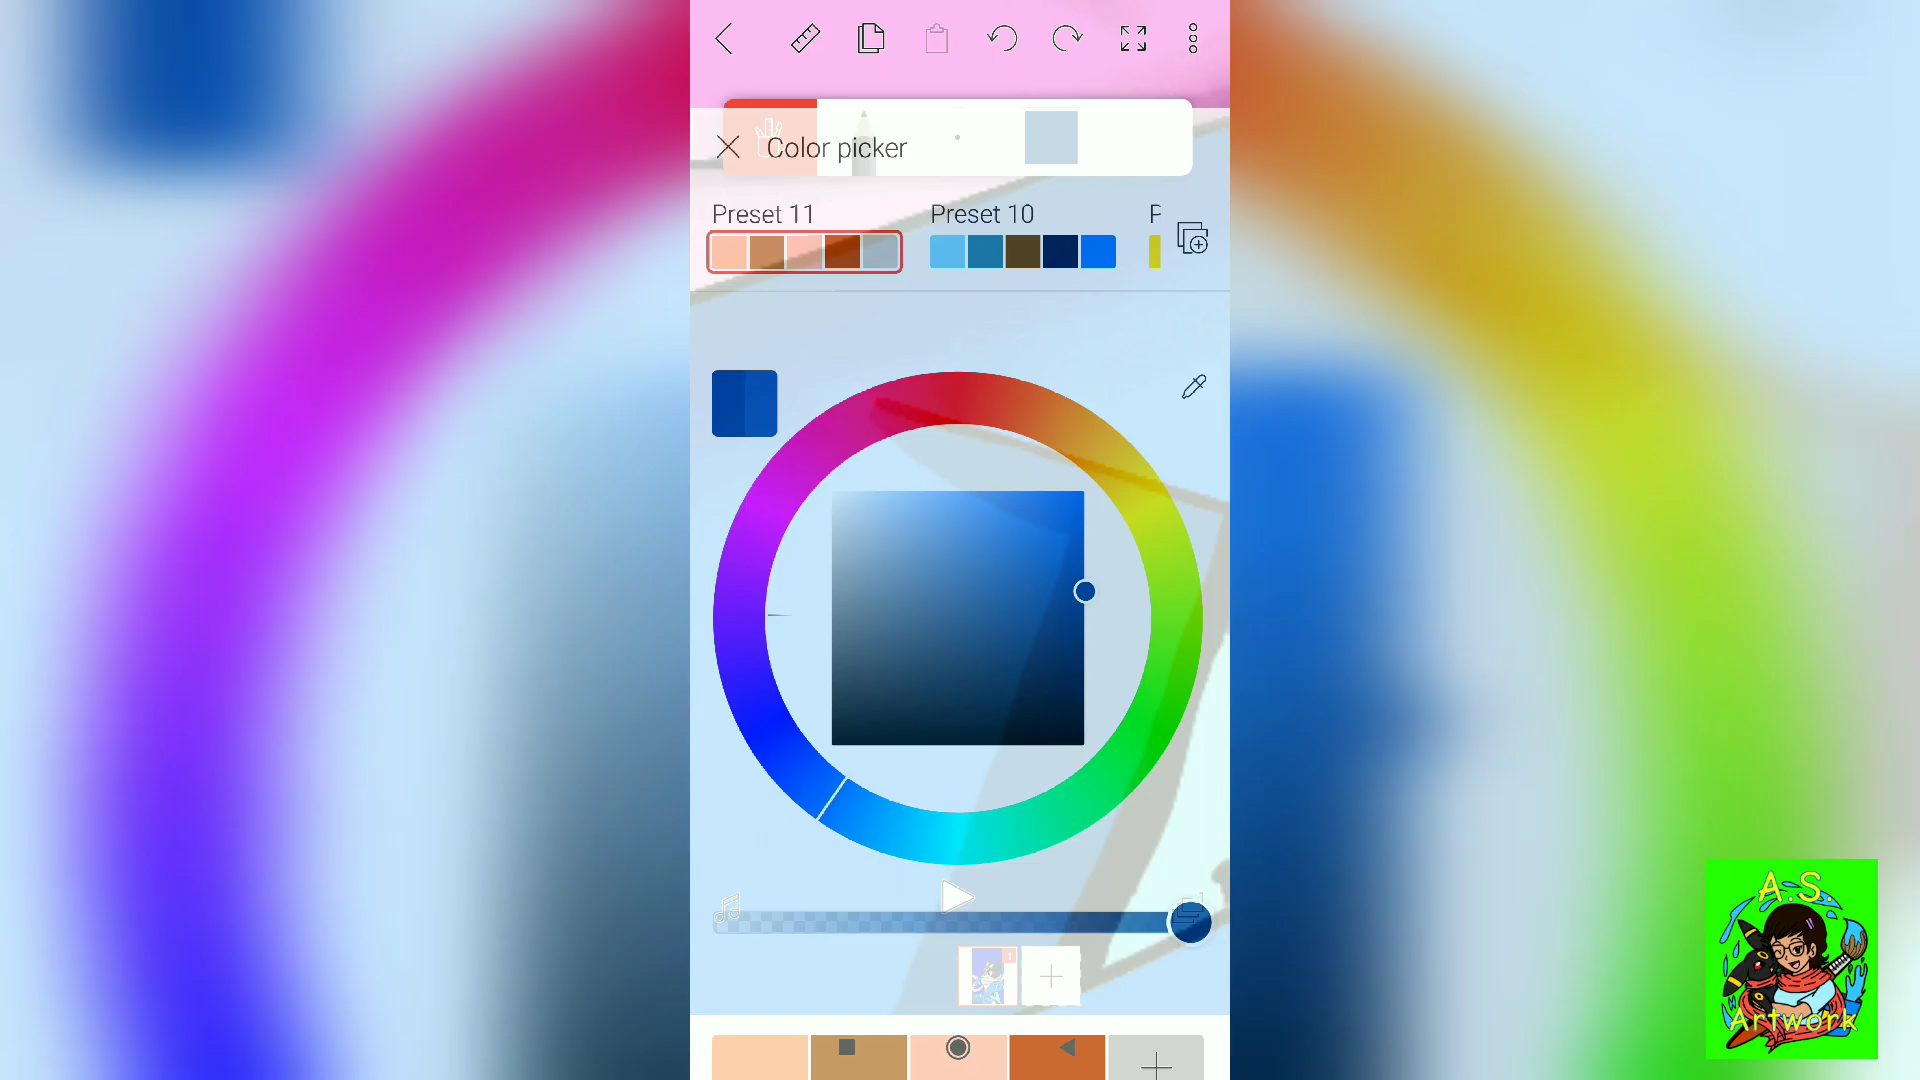 Color picker
Preset 11
Preset 10
P
A.S.
Artwork